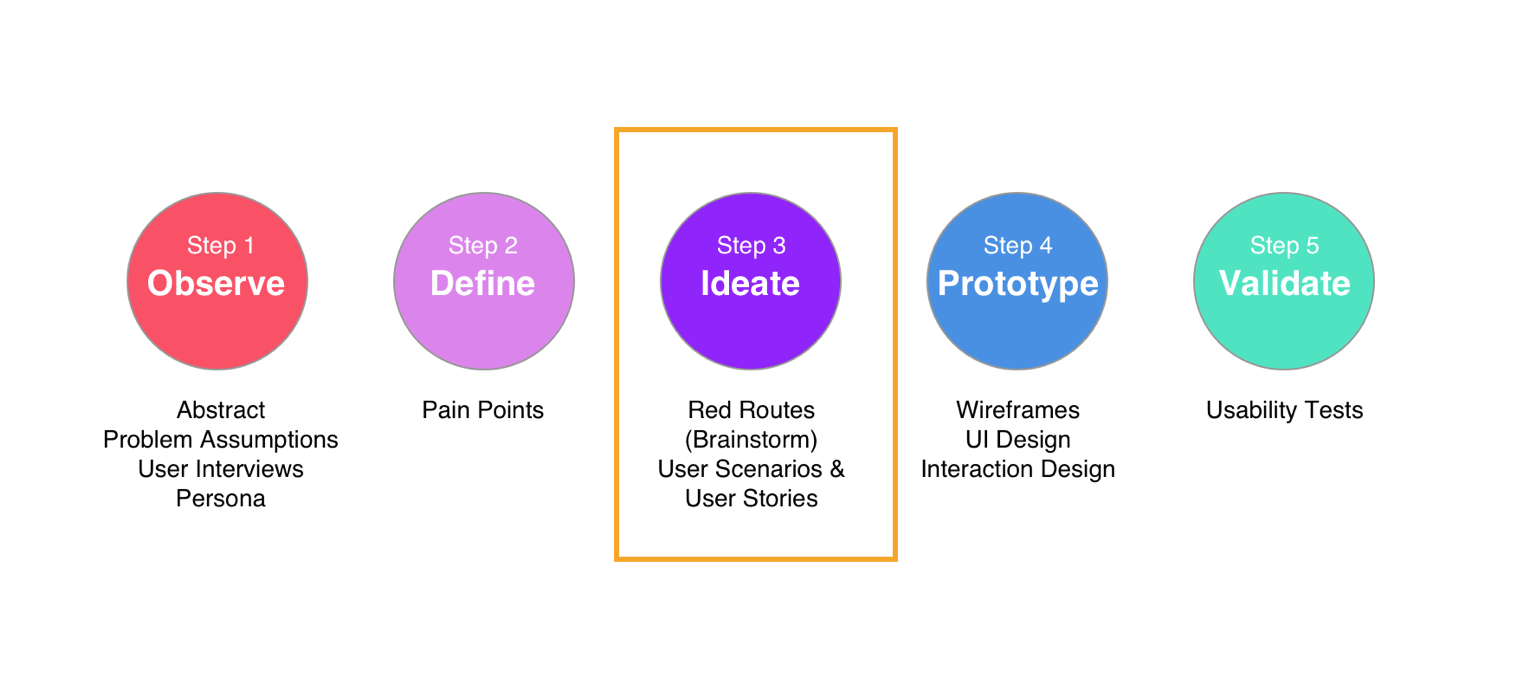 Step 1
Observe
Abstract
Problem Assumptions
User Interviews
Persona
Step 2
Define
Pain Points
Step 3
Ideate
Red Routes
(Brainstorm)
User Scenarios &
User Stories
Step 4
Prototype
Wireframes
UI Design
Interaction Design
Step 5
Validate
Usability Tests